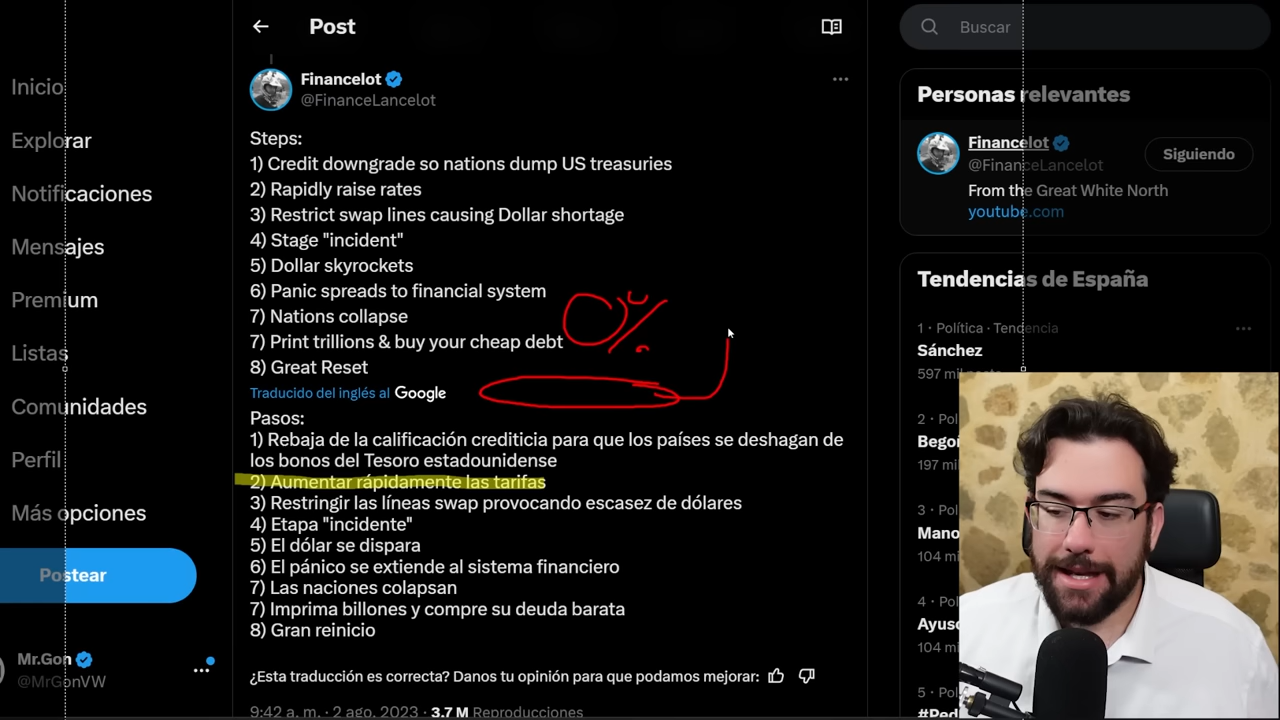 Post
Buscar
Inicio
Explorar
Notificaciones
Mensajes
Premium
Listas
Comunidades
Perfil
Más opciones
Postear
Mr.Gon
@MrGonVW
Financelot
@FinanceLancelot
Steps:
1) Credit downgrade so nations dump US treasuries
2) Rapidly raise rates
3) Restrict swap lines causing Dollar shortage
4) Stage "incident"
5) Dollar skyrockets
6) Panic spreads to financial system
7) Nations collapse
7) Print trillions & buy your cheap debt
8) Great Reset
0%
Traducido del inglés al Google
Pasos:
1) Rebaja de la calificación crediticia para que los países se deshagan de
los bonos del Tesoro estadounidense
2) Aumentar rápidamente las tarifas
3) Restringir las líneas swap provocando escasez de dólares
4) Etapa "incidente"
5) El dólar se dispara
6) El pánico se extiende al sistema financiero
7) Las naciones colapsan
7) Imprima billones y compre su deuda barata
8) Gran reinicio
¿Esta traducción es correcta? Danos tu opinión para que podamos mejorar:
9:42 a. m. · 2 ago. 2023 · 3.7 M Reproducciones
Personas relevantes
Financelot
@FinanceLancelot
Siguiendo
From the Great White North
youtube.com
Tendencias de España
1 · Política · Tendencia
Sánchez
597 mil posts
2 · Pol
Begoñ
197 mi
3 · Pol
Mano
104 mi
4 · Pol
Ayus
104 mi
5 · Pol
#Ped